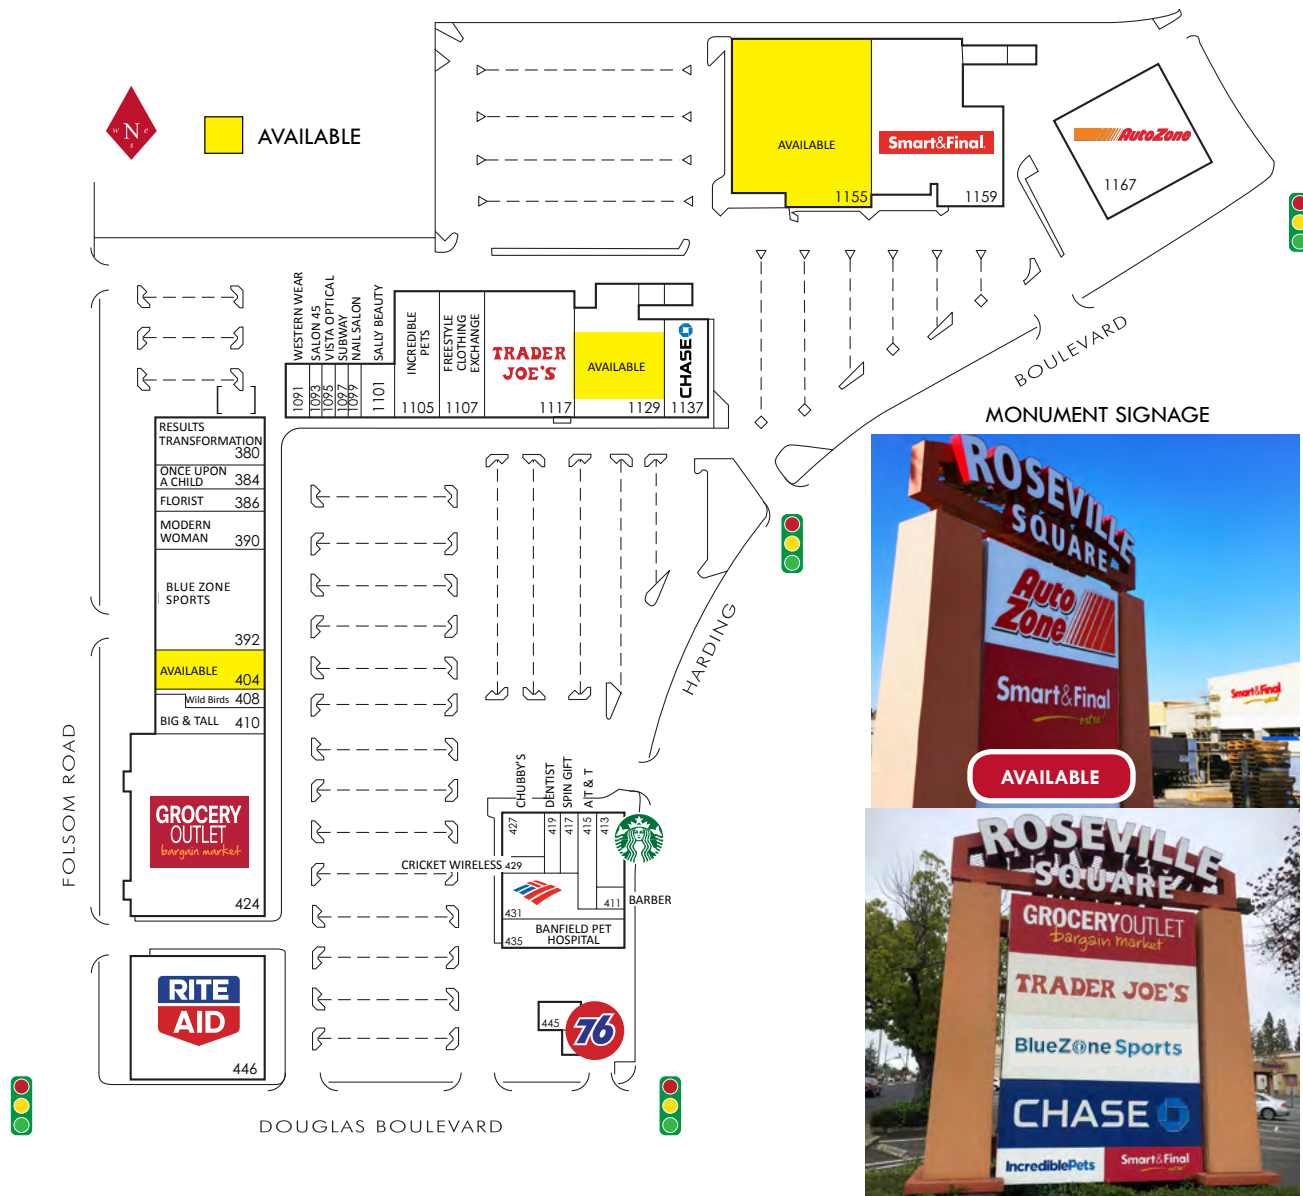 N
w
e
s
AVAILABLE
AVAILABLE
1155
Smart&Final.
1159
AutoZone
1167
WESTERN WEAR
SALON 45
VISTA OPTICAL
SUBWAY
NAIL SALON
SALLY BEAUTY
1091
1093
1095
1097
1099
1101
INCREDIBLE
PETS
1105
FREESTYLE
CLOTHING
EXCHANGE
1107
TRADER
JOE'S
1117
AVAILABLE
1129
CHASE
1137
BOULEVARD
HARDING
RESULTS
TRANSFORMATION
380
ONCE UPON
A CHILD
384
FLORIST
386
MODERN
WOMAN
390
BLUE ZONE
SPORTS
392
AVAILABLE
404
Wild Birds
408
BIG & TALL
410
GROCERY
OUTLET
bargain market
424
FOLSOM ROAD
RITE
AID
446
CHUBBY'S
DENTIST
SPIN GIFT
AT & T
427
419
417
415
413
CRICKET WIRELESS
429
411
BARBER
431
435
BANFIELD PET
HOSPITAL
445
76
DOUGLAS BOULEVARD
MONUMENT SIGNAGE
ROSEVILLE
SQUARE
Auto
Zone
Smart&Final
extra!
Smart&Final
AVAILABLE
ROSEVILLE
SQUARE
GROCERY OUTLET
bargain market
TRADER JOE'S
BlueZone Sports
CHASE
IncrediblePets
Smart&Final
extra!